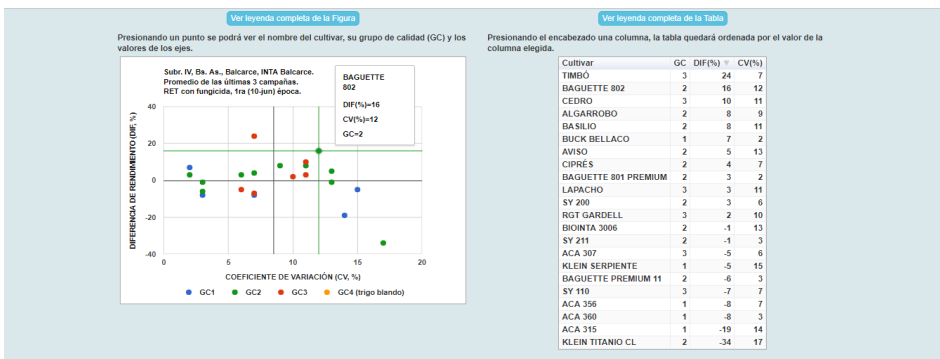 Ver leyenda completa de la Figura
Presionando un punto se podrá ver el nombre del cultivar, su grupo de calidad (GC) y los
valores de los ejes.
Subr. IV, Bs. As., Balcarce, INTA Balcarce.
Promedio de las últimas 3 campañas.
RET con fungicida, 1ra (10-jun) época.
BAGUETTE
802
DIF(%)=16
CV(%)=12
GC=2
DIFERENCIA DE RENDIMIENTO (DIF, %)
40
20
0
-20
-40
0 5 10 15 20
COEFICIENTE DE VARIACIÓN (CV, %)
GC1 GC2 GC3 GC4 (trigo blando)
Ver leyenda completa de la Tabla
Presionando el encabezado una columna, la tabla quedará ordenada por el valor de la
columna elegida.
Cultivar GC DIF(%) CV(%)
TIMBÓ 3 24 7
BAGUETTE 802 2 16 12
CEDRO 3 10 11
ALGARROBO 2 8 9
BASILIO 2 8 11
BUCK BELLACO 1 7 2
AVISO 2 5 13
CIPRÉS 2 4 7
BAGUETTE 801 PREMIUM 2 3 2
LAPACHO 3 3 11
SY 200 2 3 6
RGT GARDELL 3 2 10
BIOINTA 3006 2 -1 13
SY 211 2 -1 3
ACA 307 3 -5 6
KLEIN SERPIENTE 1 -5 15
BAGUETTE PREMIUM 11 2 -6 3
SY 110 3 -7 7
ACA 356 1 -8 7
ACA 360 1 -8 3
ACA 315 1 -19 14
KLEIN TITANIO CL 2 -34 17